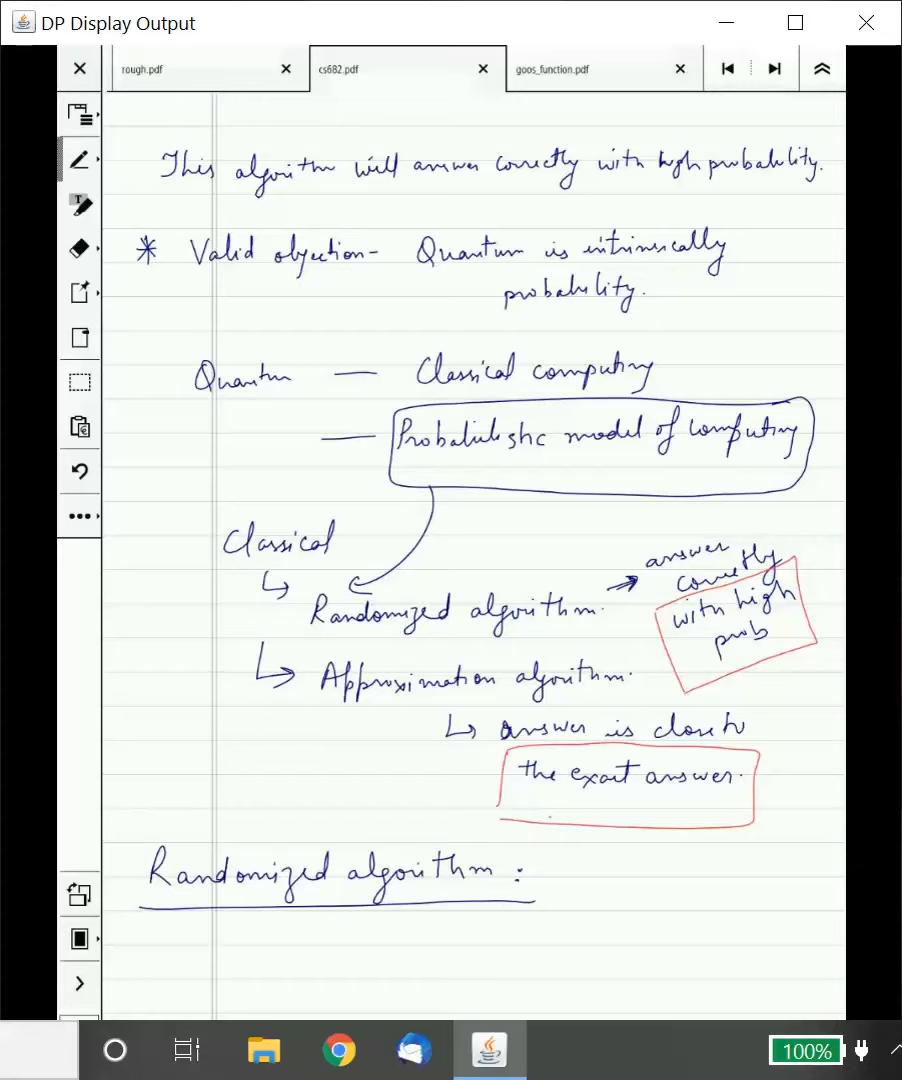 DP Display Output
rough.pdf
cs682.pdf
goos_function.pdf
This algorithm will answer correctly with high probability.
* Valid objection - Quantum is intrinsically
probability.
Quantum — Classical computing
— Probabilistic model of computing
Classical
answer
correctly
↳ Randomized algorithm. →
with high
prob
↳ Approximation algorithm.
↳ answer is close to
the exact answer.
Randomized algorithm :
100%